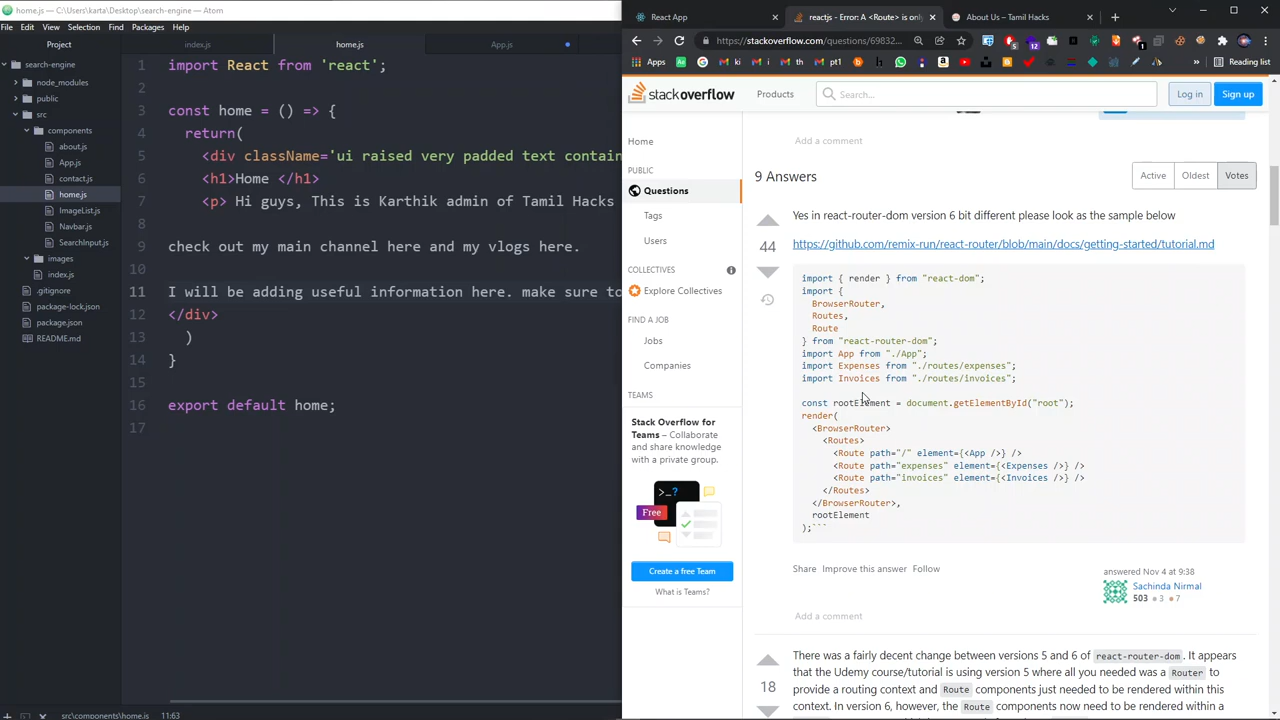 home.js — C:\Users\karta\Desktop\search-engine — Atom
File Edit View Selection Find Packages Help
Project
search-engine
node_modules
public
src
components
about.js
App.js
contact.js
home.js
ImageList.js
Navbar.js
SearchInput.js
images
index.js
.gitignore
package-lock.json
package.json
README.md
index.js
home.js
App.js
1 import React from 'react';
2
3 const home = () => {
4 return(
5 <div className='ui raised very padded text contain
6 <h1>Home </h1>
7 <p> Hi guys, This is Karthik admin of Tamil Hacks
8
9 check out my main channel here and my vlogs here.
10
11 I will be adding useful information here. make sure to
12 </div>
13 )
14 }
15
16 export default home;
17
src\components\home.js 11:63
React App
reactjs - Error: A <Route> is onl
About Us – Tamil Hacks
https://stackoverflow.com/questions/69832...
Apps
ki
i
th
pt1
h
Reading list
stackoverflow
Products
Search...
Log in
Sign up
Home
PUBLIC
Questions
Tags
Users
COLLECTIVES
Explore Collectives
FIND A JOB
Jobs
Companies
TEAMS
Stack Overflow for
Teams – Collaborate
and share knowledge
with a private group.
Free
Create a free Team
What is Teams?
Add a comment
9 Answers
Active Oldest Votes
44
Yes in react-router-dom version 6 bit different please look as the sample below
https://github.com/remix-run/react-router/blob/main/docs/getting-started/tutorial.md
import { render } from "react-dom";
import {
BrowserRouter,
Routes,
Route
} from "react-router-dom";
import App from "./App";
import Expenses from "./routes/expenses";
import Invoices from "./routes/invoices";
const rootElement = document.getElementById("root");
render(
<BrowserRouter>
<Routes>
<Route path="/" element={<App />} />
<Route path="expenses" element={<Expenses />} />
<Route path="invoices" element={<Invoices />} />
</Routes>
</BrowserRouter>,
rootElement
);```
Share Improve this answer Follow
answered Nov 4 at 9:38
Sachinda Nirmal
503 3 7
Add a comment
18
There was a fairly decent change between versions 5 and 6 of react-router-dom. It appears
that the Udemy course/tutorial is using version 5 where all you needed was a Router to
provide a routing context and Route components just needed to be rendered within this
context. In version 6, however, the Route components now need to be rendered within a